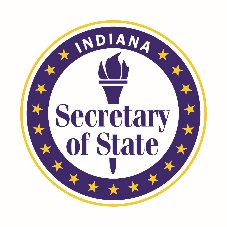 INDIANA
Secretary
of State